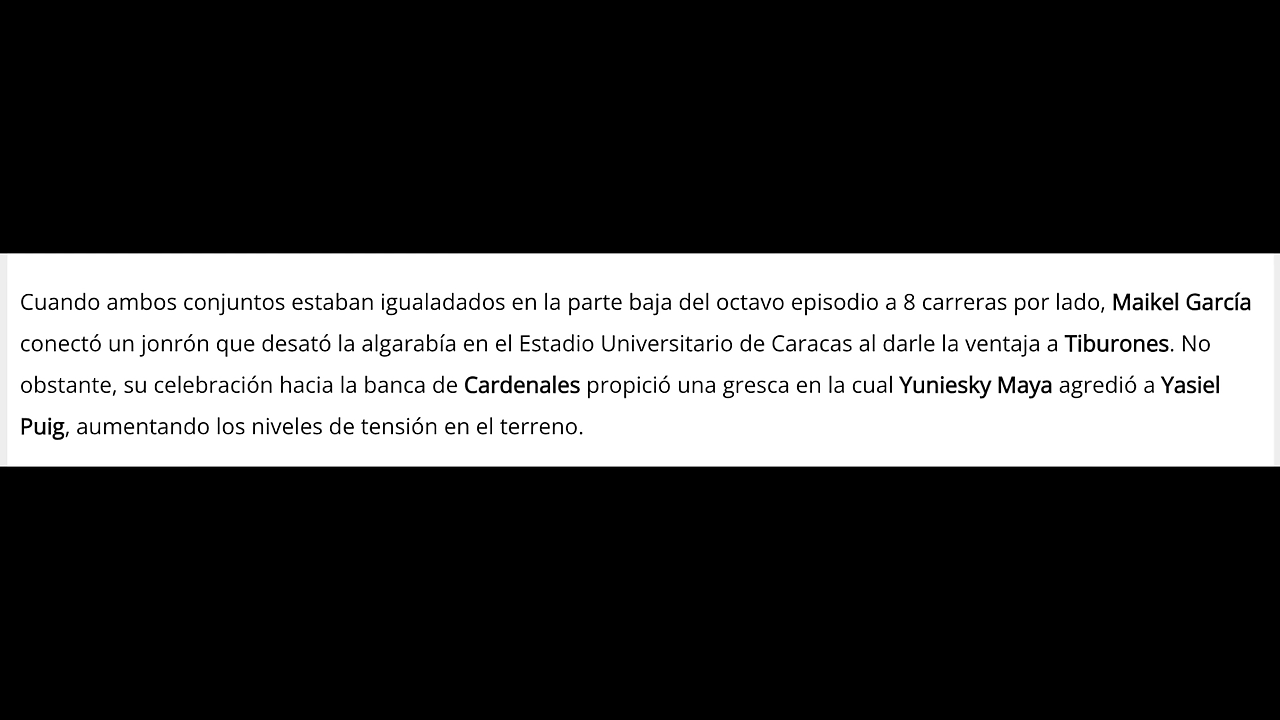 Cuando ambos conjuntos estaban igualadados en la parte baja del octavo episodio a 8 carreras por lado, Maikel García
conectó un jonrón que desató la algarabía en el Estadio Universitario de Caracas al darle la ventaja a Tiburones. No
obstante, su celebración hacia la banca de Cardenales propició una gresca en la cual Yuniesky Maya agredió a Yasiel
Puig, aumentando los niveles de tensión en el terreno.